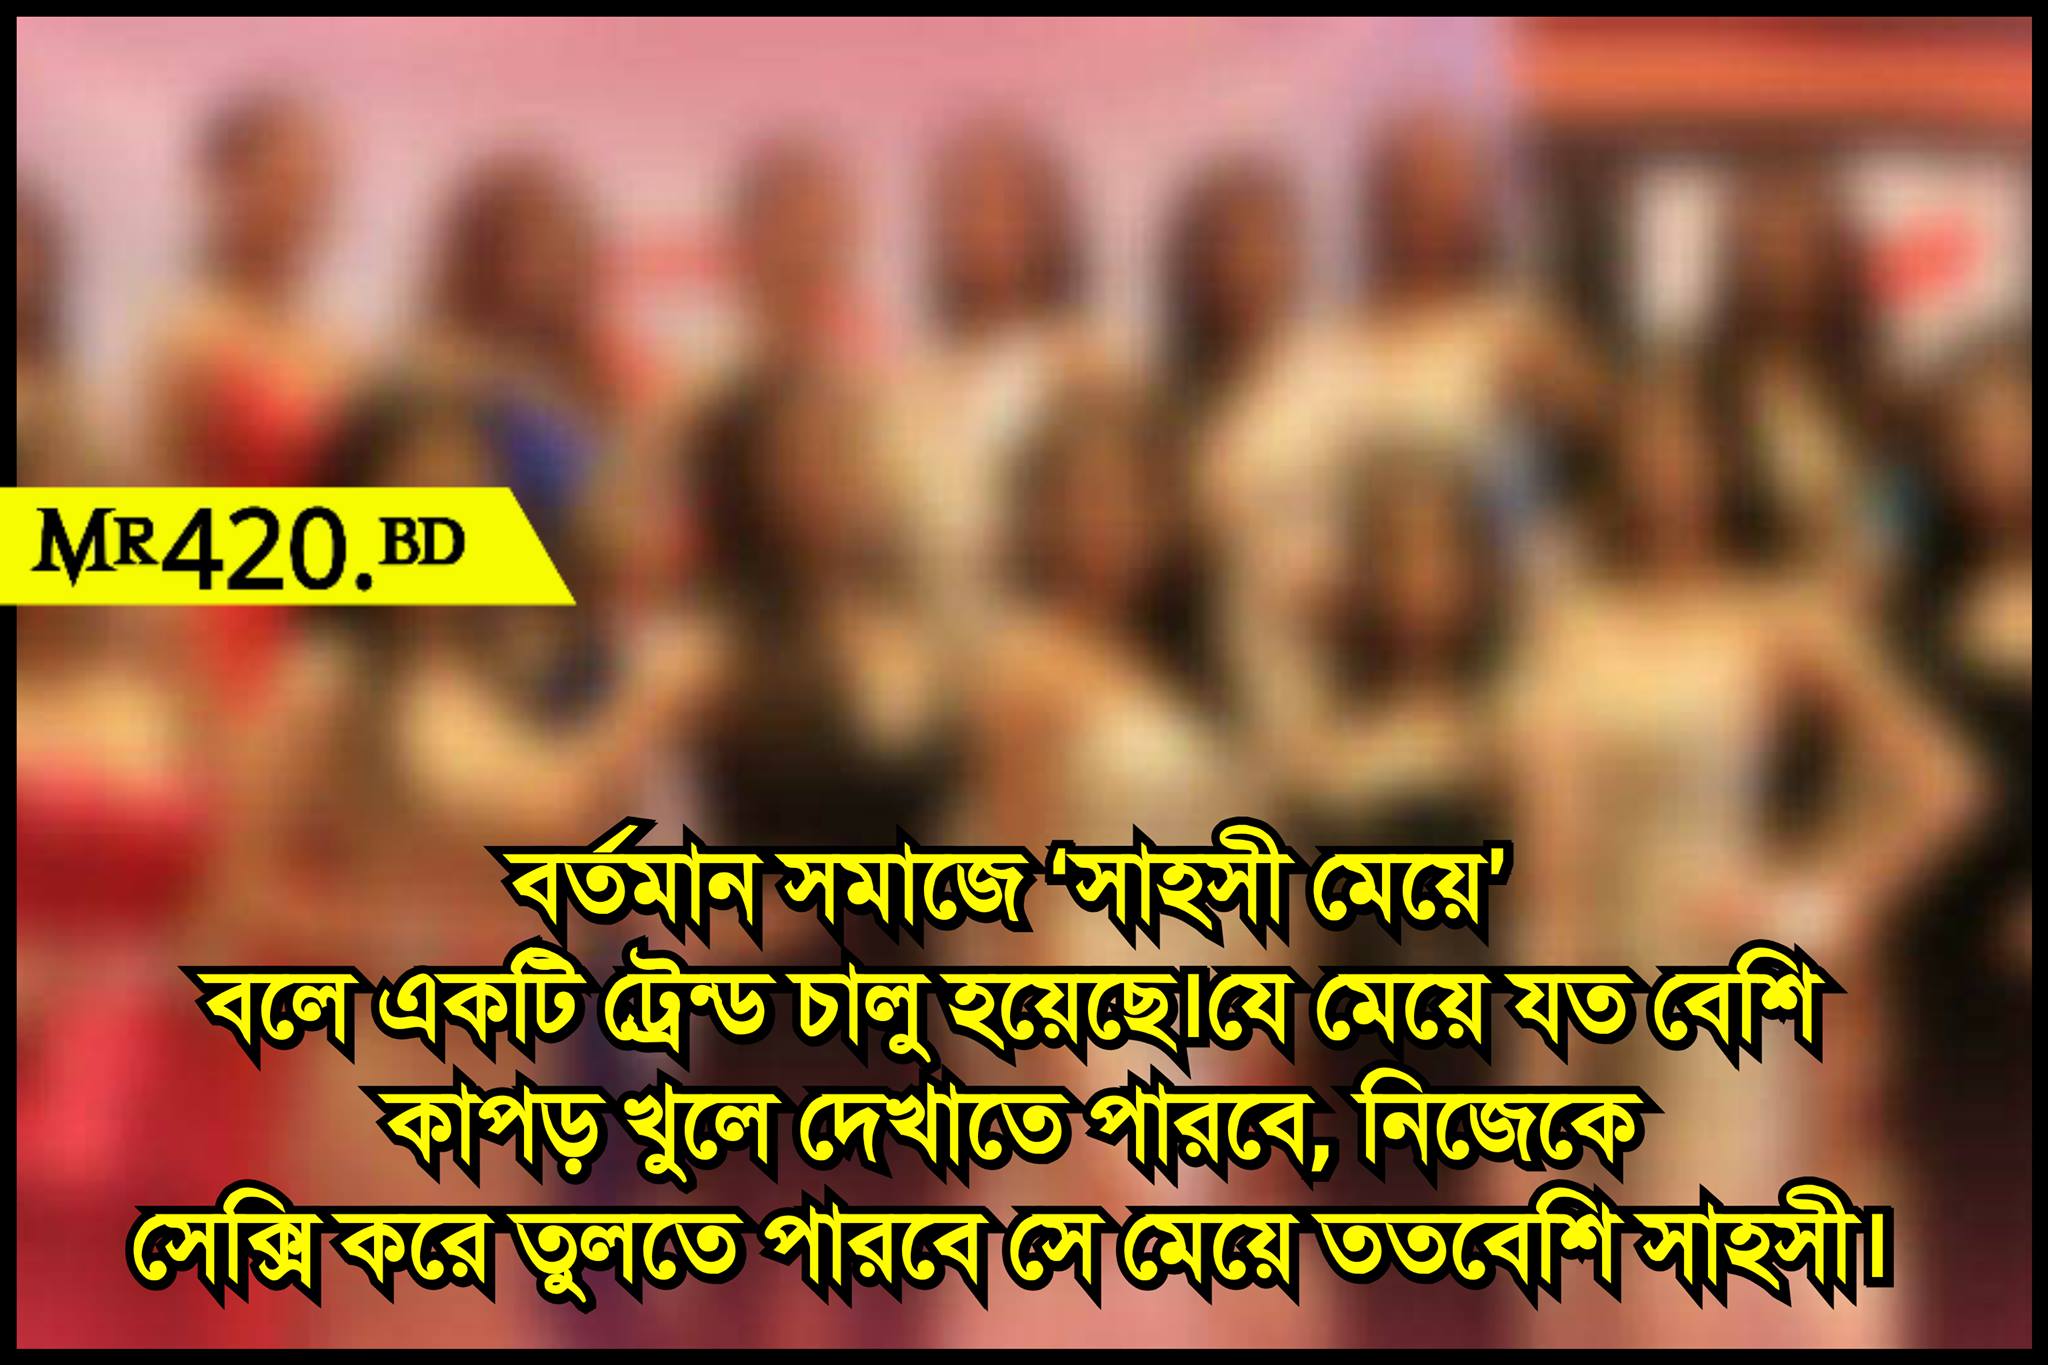 Mr420.BD
বর্তমান সমাজে ‘সাহসী মেয়ে’
বলে একটি ট্রেন্ড চালু হয়েছে।যে মেয়ে যত বেশি
কাপড় খুলে দেখাতে পারবে, নিজেকে
সেক্সি করে তুলতে পারবে সে মেয়ে ততবেশি সাহসী।